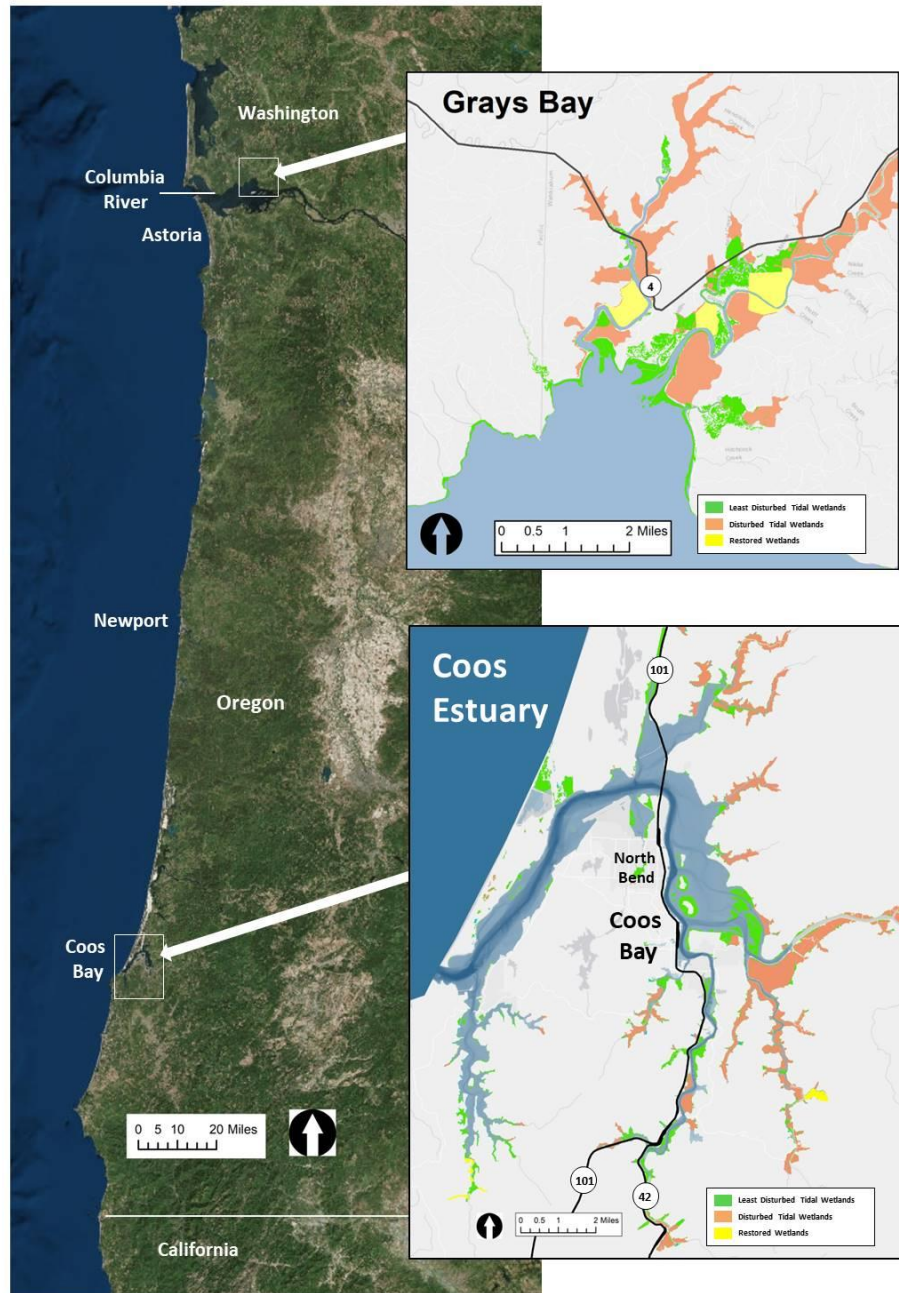 Washington
Columbia
River
Astoria
Newport
Oregon
Coos
Bay
0 5 10 20 Miles
California
Grays Bay
4
0 0.5 1 2 Miles
Least Disturbed Tidal Wetlands
Disturbed Tidal Wetlands
Restored Wetlands
Coos
Estuary
101
North
Bend
Coos
Bay
101
42
0 0.5 1 2 Miles
Least Disturbed Tidal Wetlands
Disturbed Tidal Wetlands
Restored Wetlands